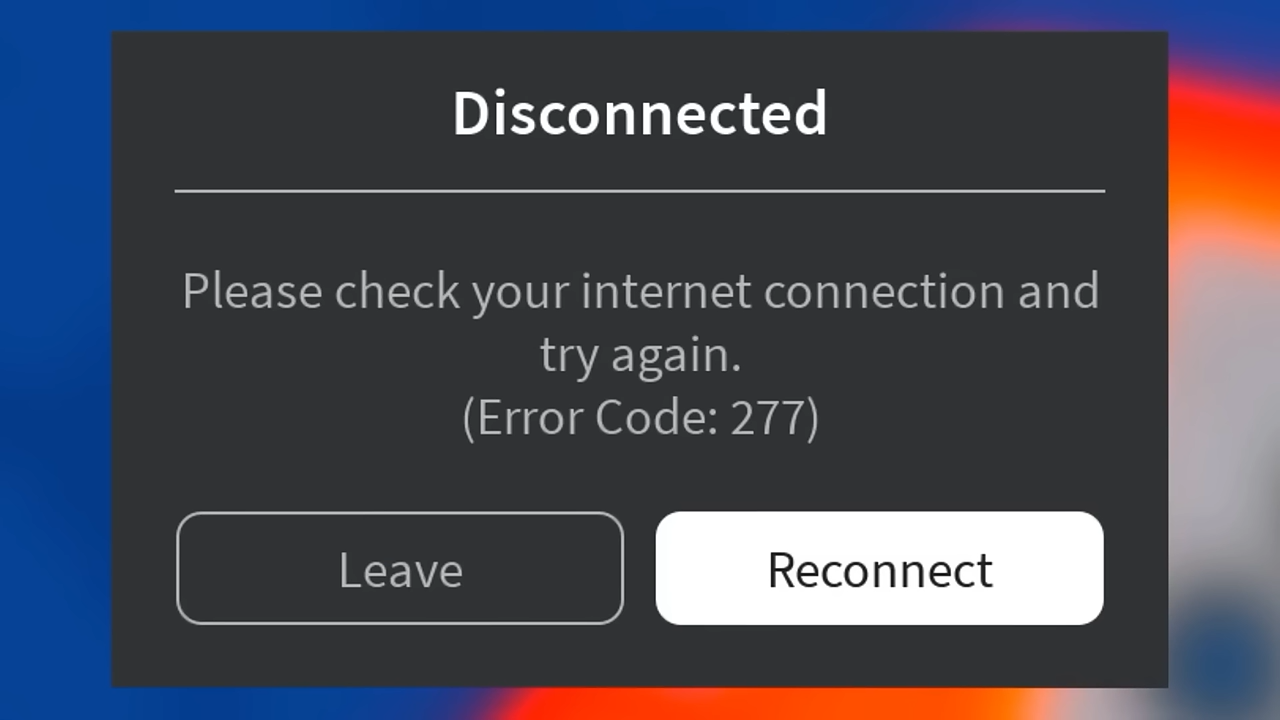 Disconnected
Please check your internet connection and
try again.
(Error Code: 277)
Leave
Reconnect